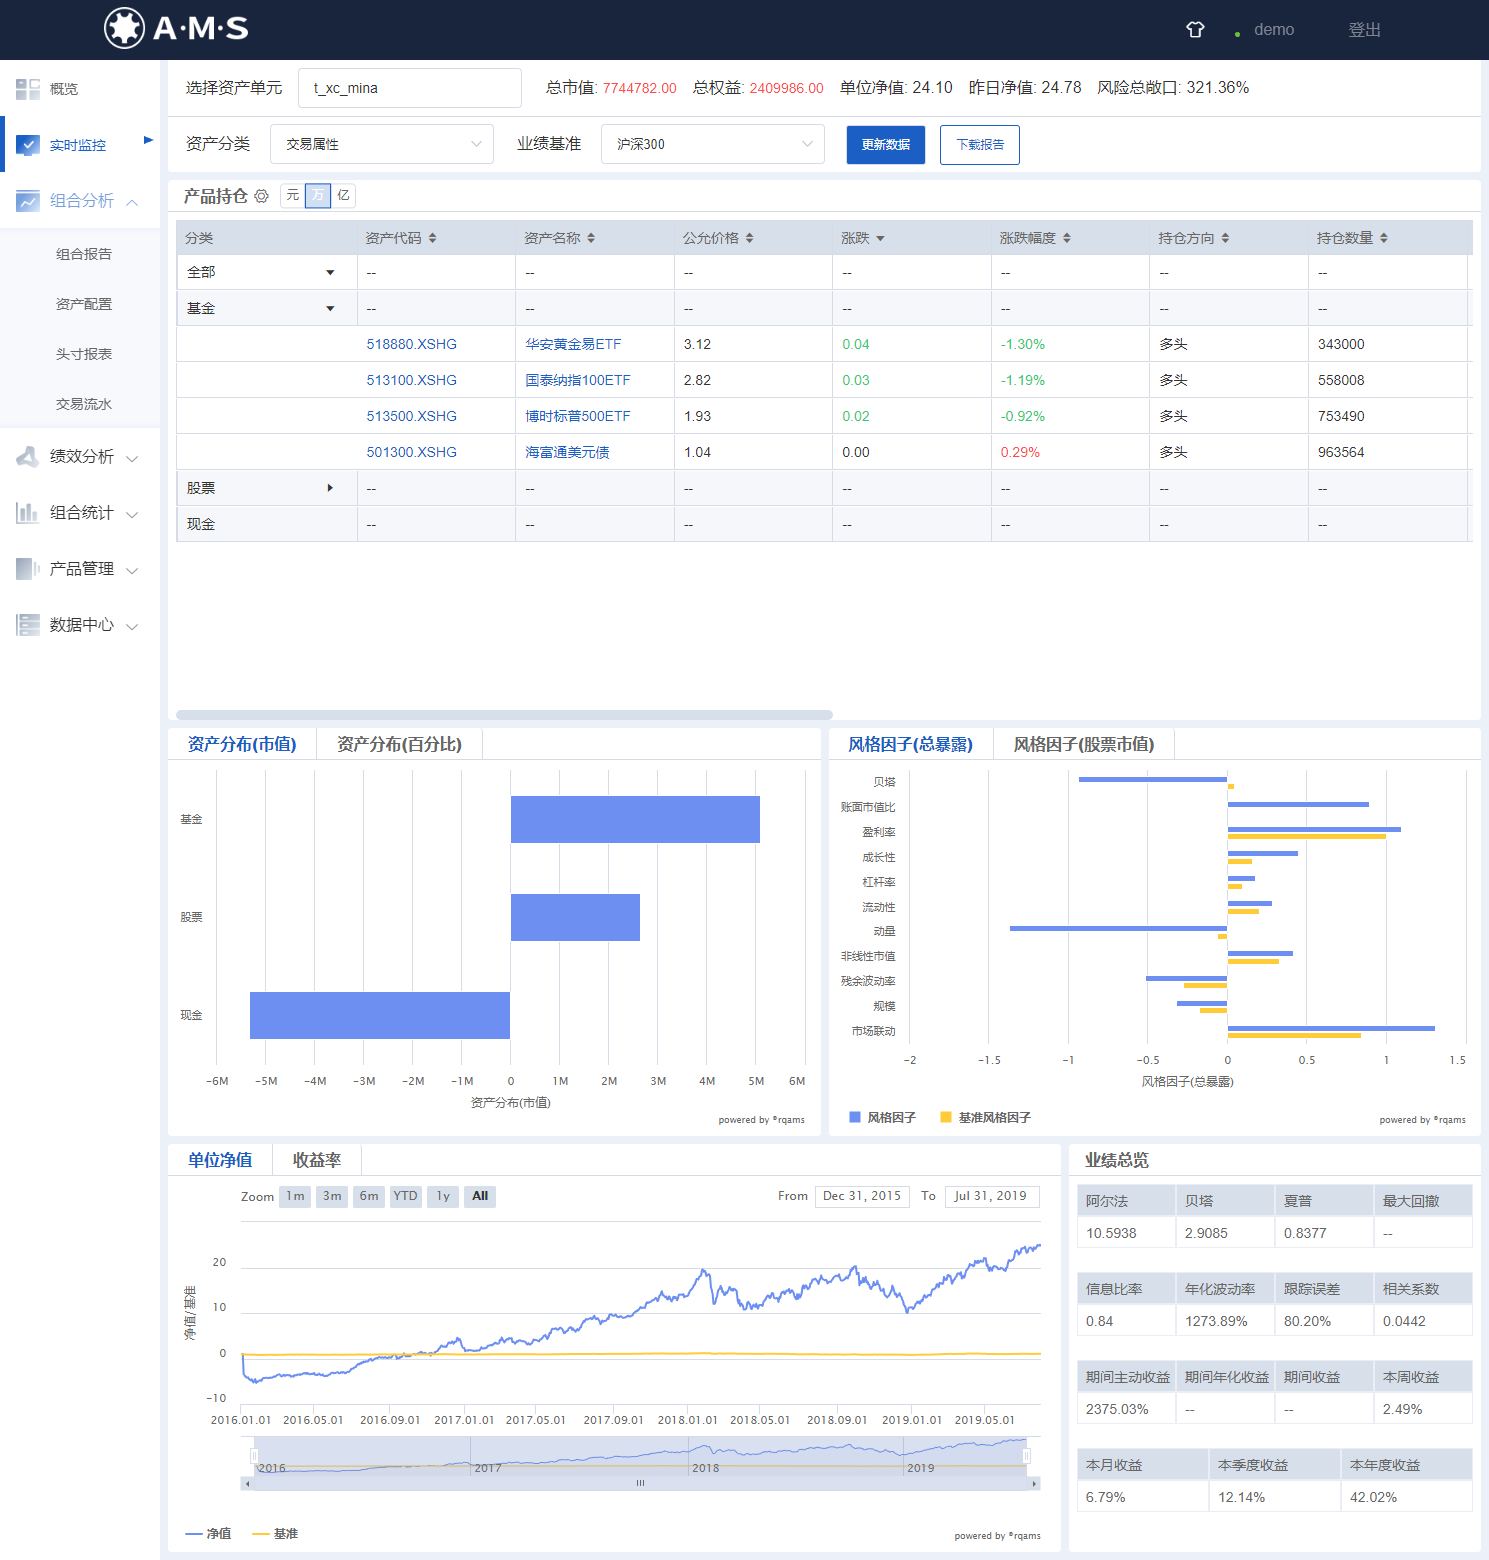 A·M·S
demo 登出
概览
实时监控
组合分析
组合报告
资产配置
头寸报表
交易流水
绩效分析
组合统计
产品管理
数据中心
选择资产单元 t_xc_mina 总市值: 7744782.00 总权益: 2409986.00 单位净值: 24.10 昨日净值: 24.78 风险总敞口: 321.36%
资产分类 交易属性 业绩基准 沪深300 更新数据 下载报告
产品持仓 元 万 亿
分类 资产代码 资产名称 公允价格 涨跌 涨跌幅度 持仓方向 持仓数量
全部 -- -- -- -- -- -- --
基金 -- -- -- -- -- -- --
518880.XSHG 华安黄金易ETF 3.12 0.04 -1.30% 多头 343000
513100.XSHG 国泰纳指100ETF 2.82 0.03 -1.19% 多头 558008
513500.XSHG 博时标普500ETF 1.93 0.02 -0.92% 多头 753490
501300.XSHG 海富通美元债 1.04 0.00 0.29% 多头 963564
股票 -- -- -- -- -- -- --
现金 -- -- -- -- -- -- --
资产分布(市值) 资产分布(百分比)
基金
股票
现金
-6M -5M -4M -3M -2M -1M 0 1M 2M 3M 4M 5M 6M
资产分布(市值)
powered by ®rqams
风格因子(总暴露) 风格因子(股票市值)
贝塔
账面市值比
盈利率
成长性
杠杆率
流动性
动量
非线性市值
残余波动率
规模
市场联动
-2 -1.5 -1 -0.5 0 0.5 1 1.5
风格因子(总暴露)
风格因子 基准风格因子
powered by ®rqams
单位净值 收益率
Zoom 1m 3m 6m YTD 1y All From Dec 31, 2015 To Jul 31, 2019
净值/基准
20
10
0
-10
2016.01.01 2016.05.01 2016.09.01 2017.01.01 2017.05.01 2017.09.01 2018.01.01 2018.05.01 2018.09.01 2019.01.01 2019.05.01
2016 2017 2018 2019
净值 基准
powered by ®rqams
业绩总览
阿尔法 贝塔 夏普 最大回撤
10.5938 2.9085 0.8377 --
信息比率 年化波动率 跟踪误差 相关系数
0.84 1273.89% 80.20% 0.0442
期间主动收益 期间年化收益 期间收益 本周收益
2375.03% -- -- 2.49%
本月收益 本季度收益 本年度收益
6.79% 12.14% 42.02%